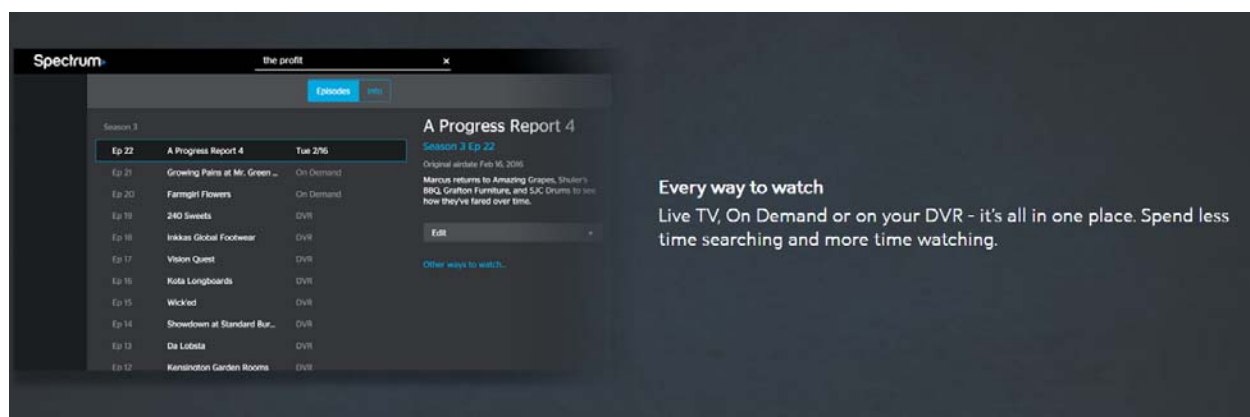 Spectrum
the profit ×
Episodes Info
Season 3
Ep 22 A Progress Report 4 Tue 2/16
Ep 21 Growing Pains at Mr. Green ... On Demand
Ep 20 Farmgirl Flowers On Demand
Ep 19 240 Sweets DVR
Ep 18 Inkkas Global Footwear DVR
Ep 17 Vision Quest DVR
Ep 16 Kota Longboards DVR
Ep 15 Wick'ed DVR
Ep 14 Showdown at Standard Bur... DVR
Ep 13 Da Lobsta DVR
Ep 12 Kensington Garden Rooms DVR
A Progress Report 4
Season 3 Ep 22
Original airdate Feb 16, 2016
Marcus returns to Amazing Grapes, Shuler's
BBQ, Grafton Furniture, and SJC Drums to see
how they've fared over time.
Edit
Other ways to watch...
Every way to watch
Live TV, On Demand or on your DVR - it's all in one place. Spend less
time searching and more time watching.